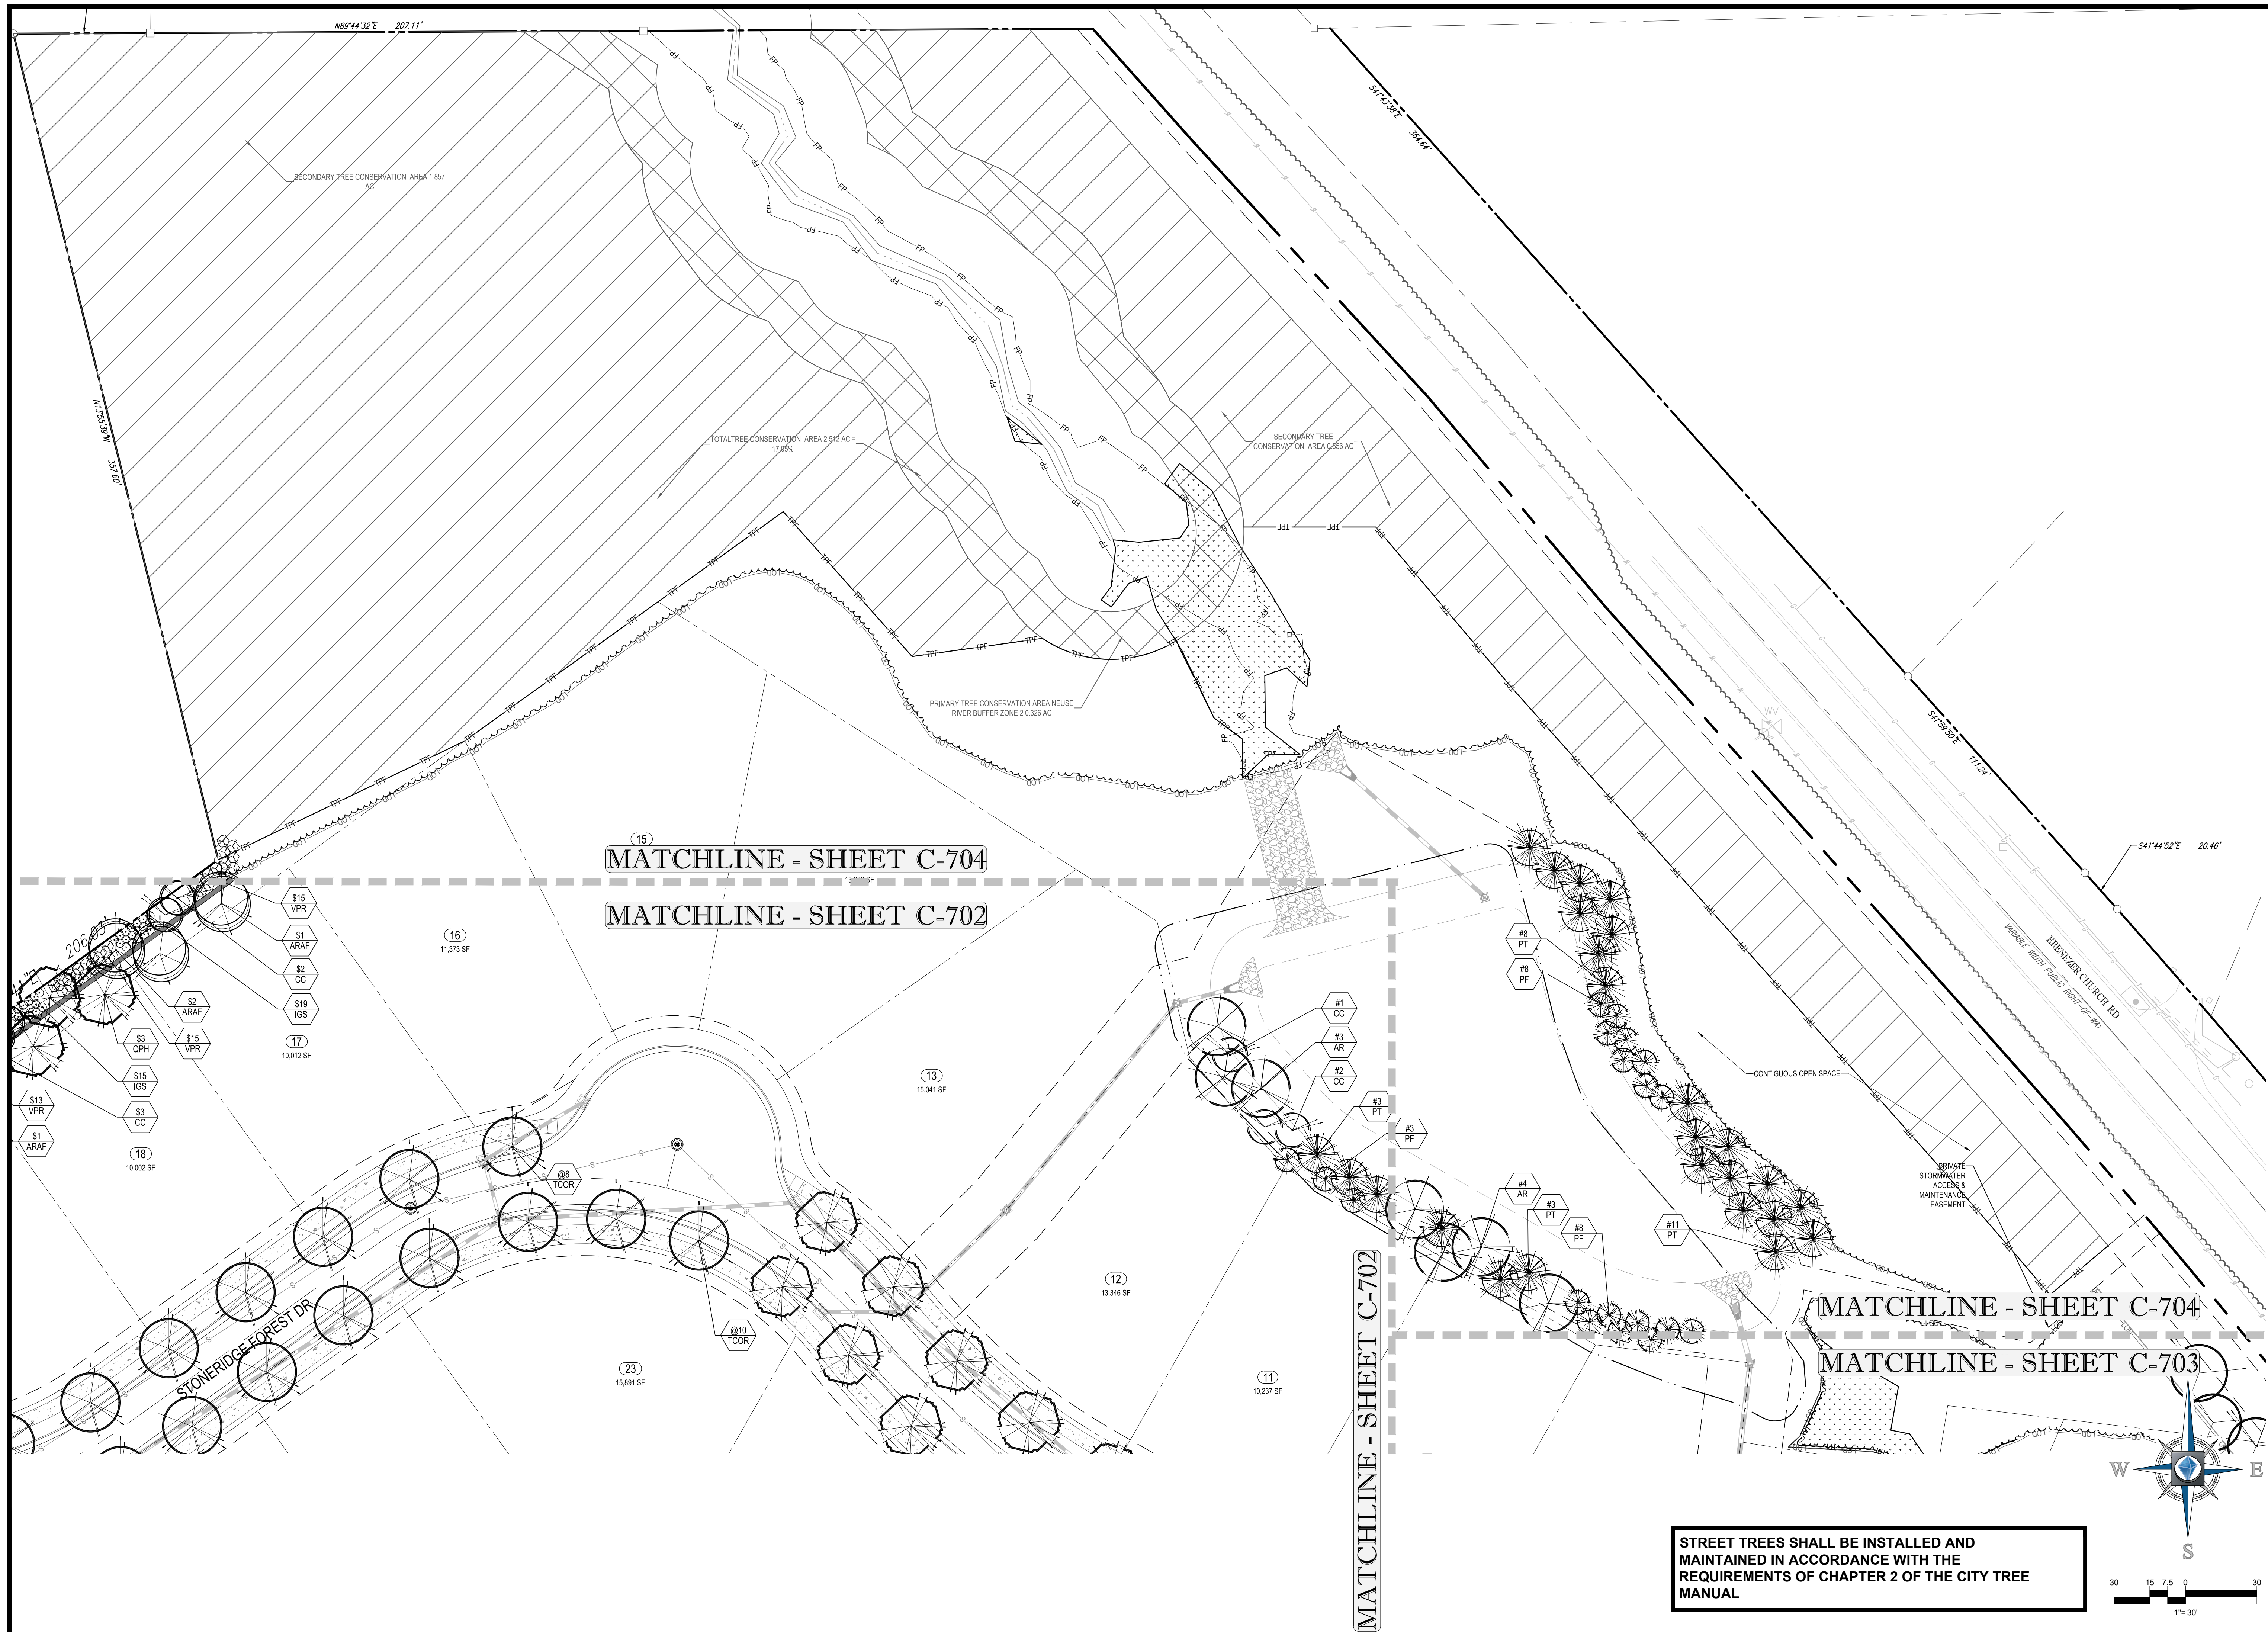 N89°44'32"E 207.11'
S41°43'38"E 364.64'
SECONDARY TREE CONSERVATION AREA 1.857
AC
N13°55'39"W 357.60'
TOTALTREE CONSERVATION AREA 2.512 AC =
17.05%
SECONDARY TREE
CONSERVATION AREA 0.556 AC
PRIMARY TREE CONSERVATION AREA NEUSE
RIVER BUFFER ZONE 2 0.326 AC
WV
S41°59'50"E 111.24'
S41°44'52"E 20.46'
15
MATCHLINE - SHEET C-704
MATCHLINE - SHEET C-702
206.03'
$15
VPR
$1
ARAF
$2
CC
$19
IGS
$2
ARAF
$3
QPH
$15
VPR
$15
IGS
$3
CC
$13
VPR
$1
ARAF
16
11,373 SF
17
10,012 SF
18
10,002 SF
13
15,041 SF
#8
PT
#8
PF
#1
CC
#3
AR
#2
CC
#3
PT
#3
PF
EBENEZER CHURCH RD
VARIABLE WIDTH PUBLIC RIGHT-OF-WAY
CONTIGUOUS OPEN SPACE
PRIVATE
STORMWATER
ACCESS &
MAINTENANCE
EASEMENT
@8
TCOR
@10
TCOR
#4
AR
#3
PT
#8
PF
#11
PT
12
13,346 SF
11
10,237 SF
23
15,891 SF
STONERIDGE FOREST DR
MATCHLINE - SHEET C-702
MATCHLINE - SHEET C-704
MATCHLINE - SHEET C-703
W E
S
STREET TREES SHALL BE INSTALLED AND
MAINTAINED IN ACCORDANCE WITH THE
REQUIREMENTS OF CHAPTER 2 OF THE CITY TREE
MANUAL
30 15 7.5 0 30
1"= 30'